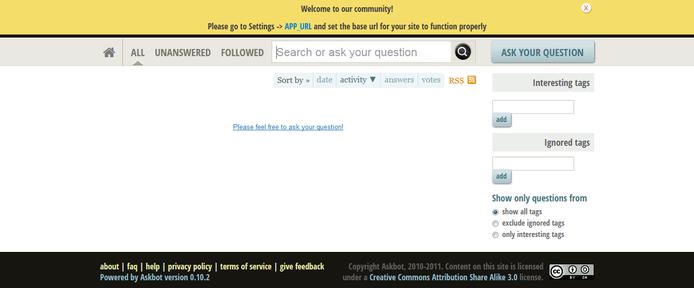 Welcome to our community!
X
Please go to Settings -> APP_URL and set the base url for your site to function properly
ALL UNANSWERED FOLLOWED Search or ask your question ASK YOUR QUESTION
Sort by » date activity ▼ answers votes RSS
Interesting tags
add
Please feel free to ask your question!
Ignored tags
add
Show only questions from
show all tags
exclude ignored tags
only interesting tags
about | faq | help | privacy policy | terms of service | give feedback
Powered by Askbot version 0.10.2
Copyright Askbot, 2010-2011. Content on this site is licensed
under a Creative Commons Attribution Share Alike 3.0 license.
cc BY SA